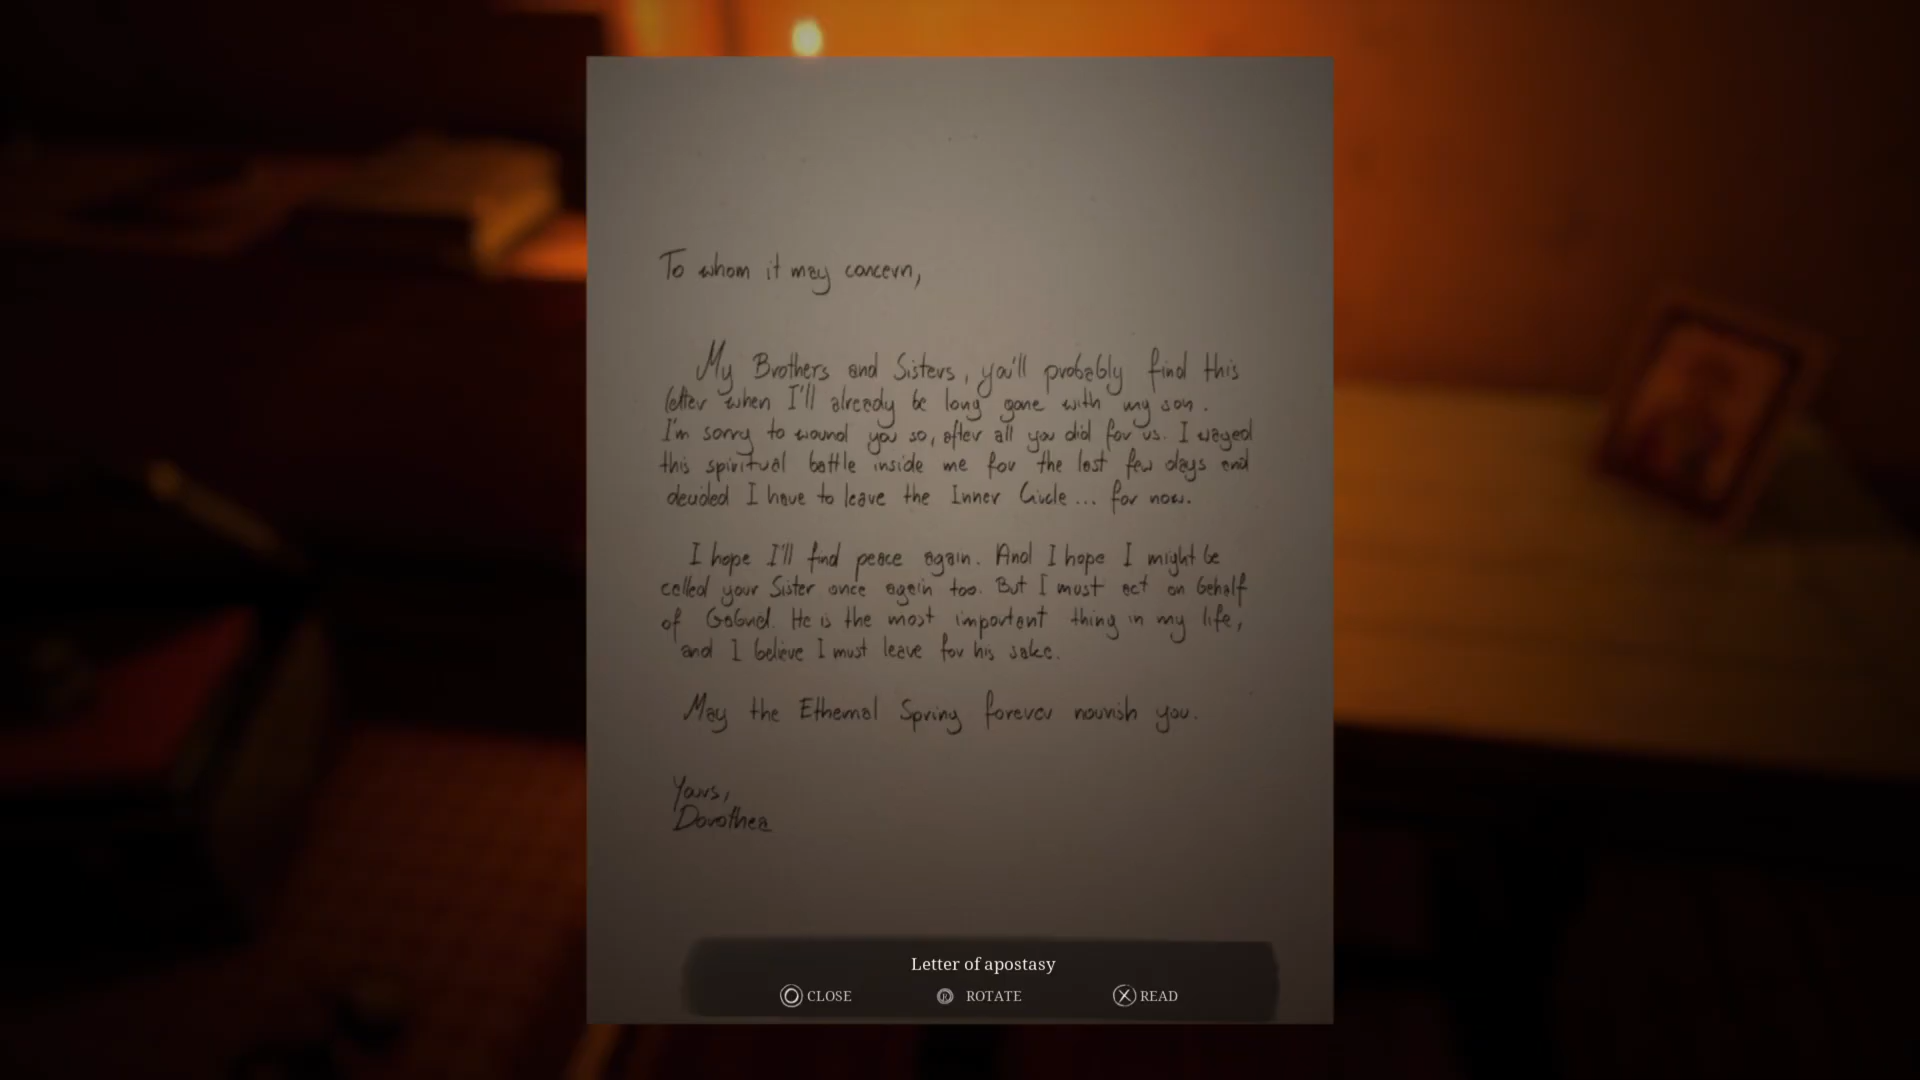 To whom it may concern,
My Brothers and Sisters, you'll probably find this
letter when I'll already be long gone with my son.
I'm sorry to wound you so, after all you did for us. I waged
this spiritual battle inside me for the last few days and
decided I have to leave the Inner Circle... for now.
I hope I'll find peace again. And I hope I might be
called your Sister once again too. But I must act on behalf
of Gabriel. He is the most important thing in my life,
and I believe I must leave for his sake.
May the Ethernal Spring forever nourish you.
Yours,
Dorothea
Letter of apostasy
CLOSE R ROTATE READ